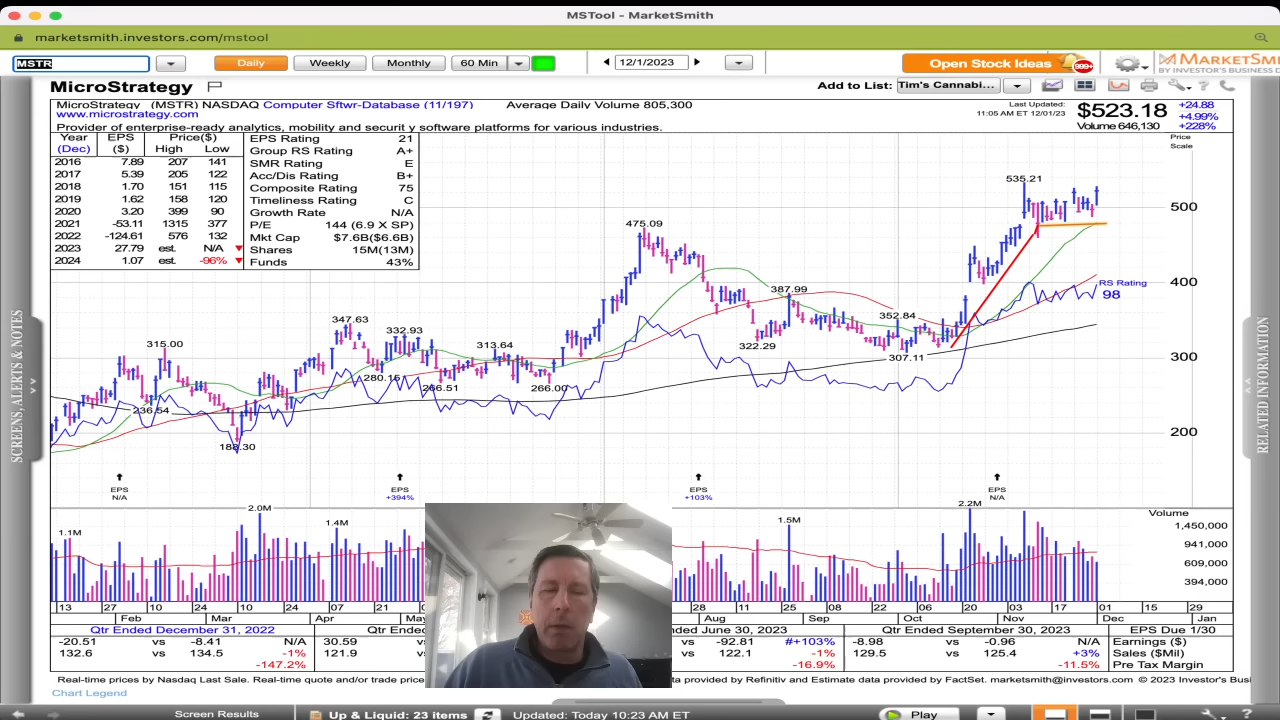 MSTool - MarketSmith
marketsmith.investors.com/mstool
MSTR Daily Weekly Monthly 60 Min 12/1/2023 Open Stock Ideas 999+ MarketSmi
BY INVESTOR'S BUSINESS D
MicroStrategy Add to List: Tim's Cannabi...
MicroStrategy (MSTR) NASDAQ Computer Sftwr-Database (11/197) Average Daily Volume 805,300
www.microstrategy.com
Provider of enterprise-ready analytics, mobility and securit y software platforms for various industries.
Last Updated:
11:05 AM ET 12/01/23
$523.18
Volume 646,130
+24.88
+4.99%
+228%
Price
Scale
Year EPS Price($)
(Dec) ($) High Low
2016 7.89 207 141
2017 5.39 205 122
2018 1.70 151 115
2019 1.62 158 120
2020 3.20 399 90
2021 -53.11 1315 377
2022 -124.61 576 132
2023 27.79 est. N/A
2024 1.07 est. -96%
EPS Rating 21
Group RS Rating A+
SMR Rating E
Acc/Dis Rating B+
Composite Rating 75
Timeliness Rating C
Growth Rate N/A
P/E 144 (6.9 X SP)
Mkt Cap $7.6B($6.6B)
Shares 15M(13M)
Funds 43%
535.21
475.09
387.99
352.84
347.63
332.93
315.00
313.64
322.29
307.11
280.15
266.51
266.00
236.54
188.30
500
400
300
200
RS Rating
98
EPS
N/A
EPS
+394%
EPS
+103%
EPS
N/A
1.1M
2.0M
1.4M
1.5M
2.2M
Volume
1,450,000
941,000
609,000
394,000
13 27 10 24 10 24 07 21 28 11 25 08 22 06 20 03 17 01 15 29
Feb Mar Apr May Aug Sep Oct Nov Dec Jan
Qtr Ended December 31, 2022 Qtr Ende nded June 30, 2023 Qtr Ended September 30, 2023 EPS Due 1/30
-20.51 vs -8.41 N/A 30.59 vs -92.81 #+103% -8.98 vs -0.96 N/A Earnings ($)
132.6 vs 134.5 -1% 121.9 vs 122.1 -1% 129.5 vs 125.4 +3% Sales ($Mil)
-147.2% -16.9% -11.5% Pre Tax Margin
Real-time prices by Nasdaq Last Sale. Real-time quote and/or trade price ta provided by Refinitiv and Estimate data provided by FactSet. marketsmith@investors.com © 2023 Investor's Busi
Chart Legend
SCREENS, ALERTS & NOTES
RELATED INFORMATION
Screen Results Up & Liquid: 23 items Updated: Today 10:23 AM ET Play